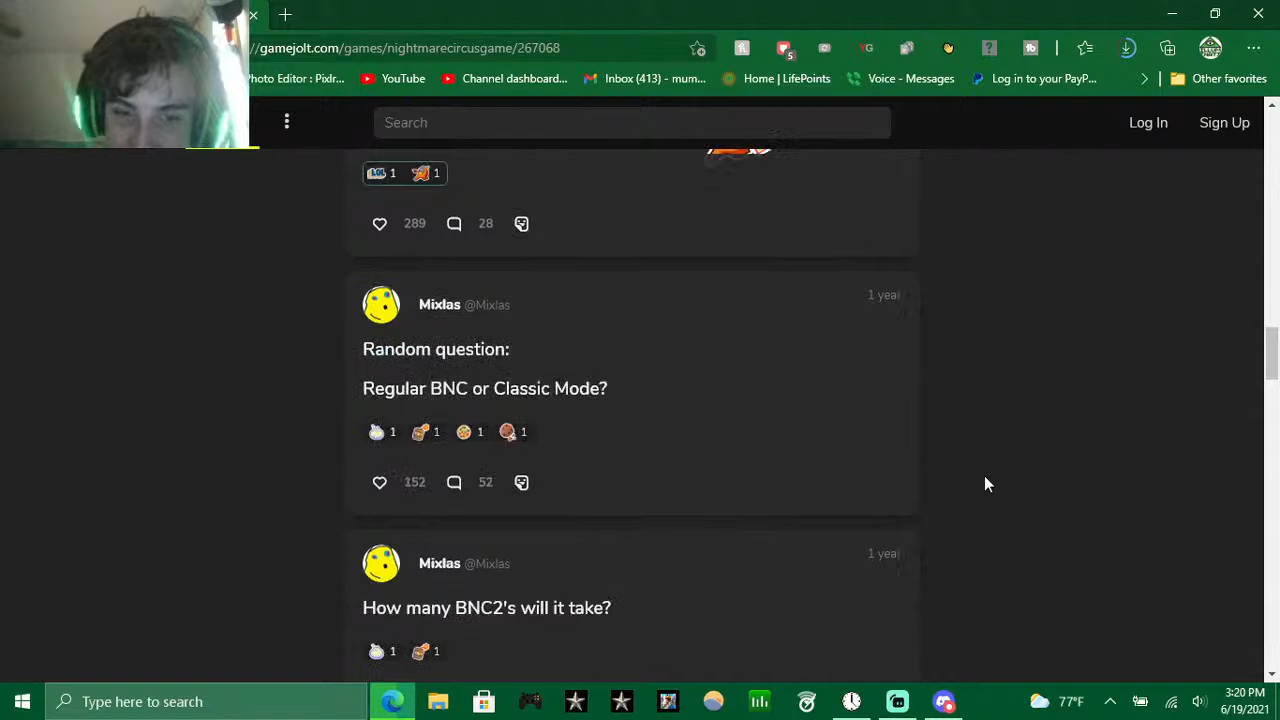 //gamejolt.com/games/nightmarecircusgame/267068
5
hoto Editor : Pixlr...
YouTube
Channel dashboard...
Inbox (413) - mum...
Home | LifePoints
Voice - Messages
Log in to your PayP...
Other favorites
Search
Log In
Sign Up
LOL 1
1
289
28
Mixlas @Mixlas
1 year
Random question:
Regular BNC or Classic Mode?
1
1
1
1
152
52
Mixlas @Mixlas
1 year
How many BNC2's will it take?
1
1
Type here to search
77°F
3:20 PM
6/19/2021